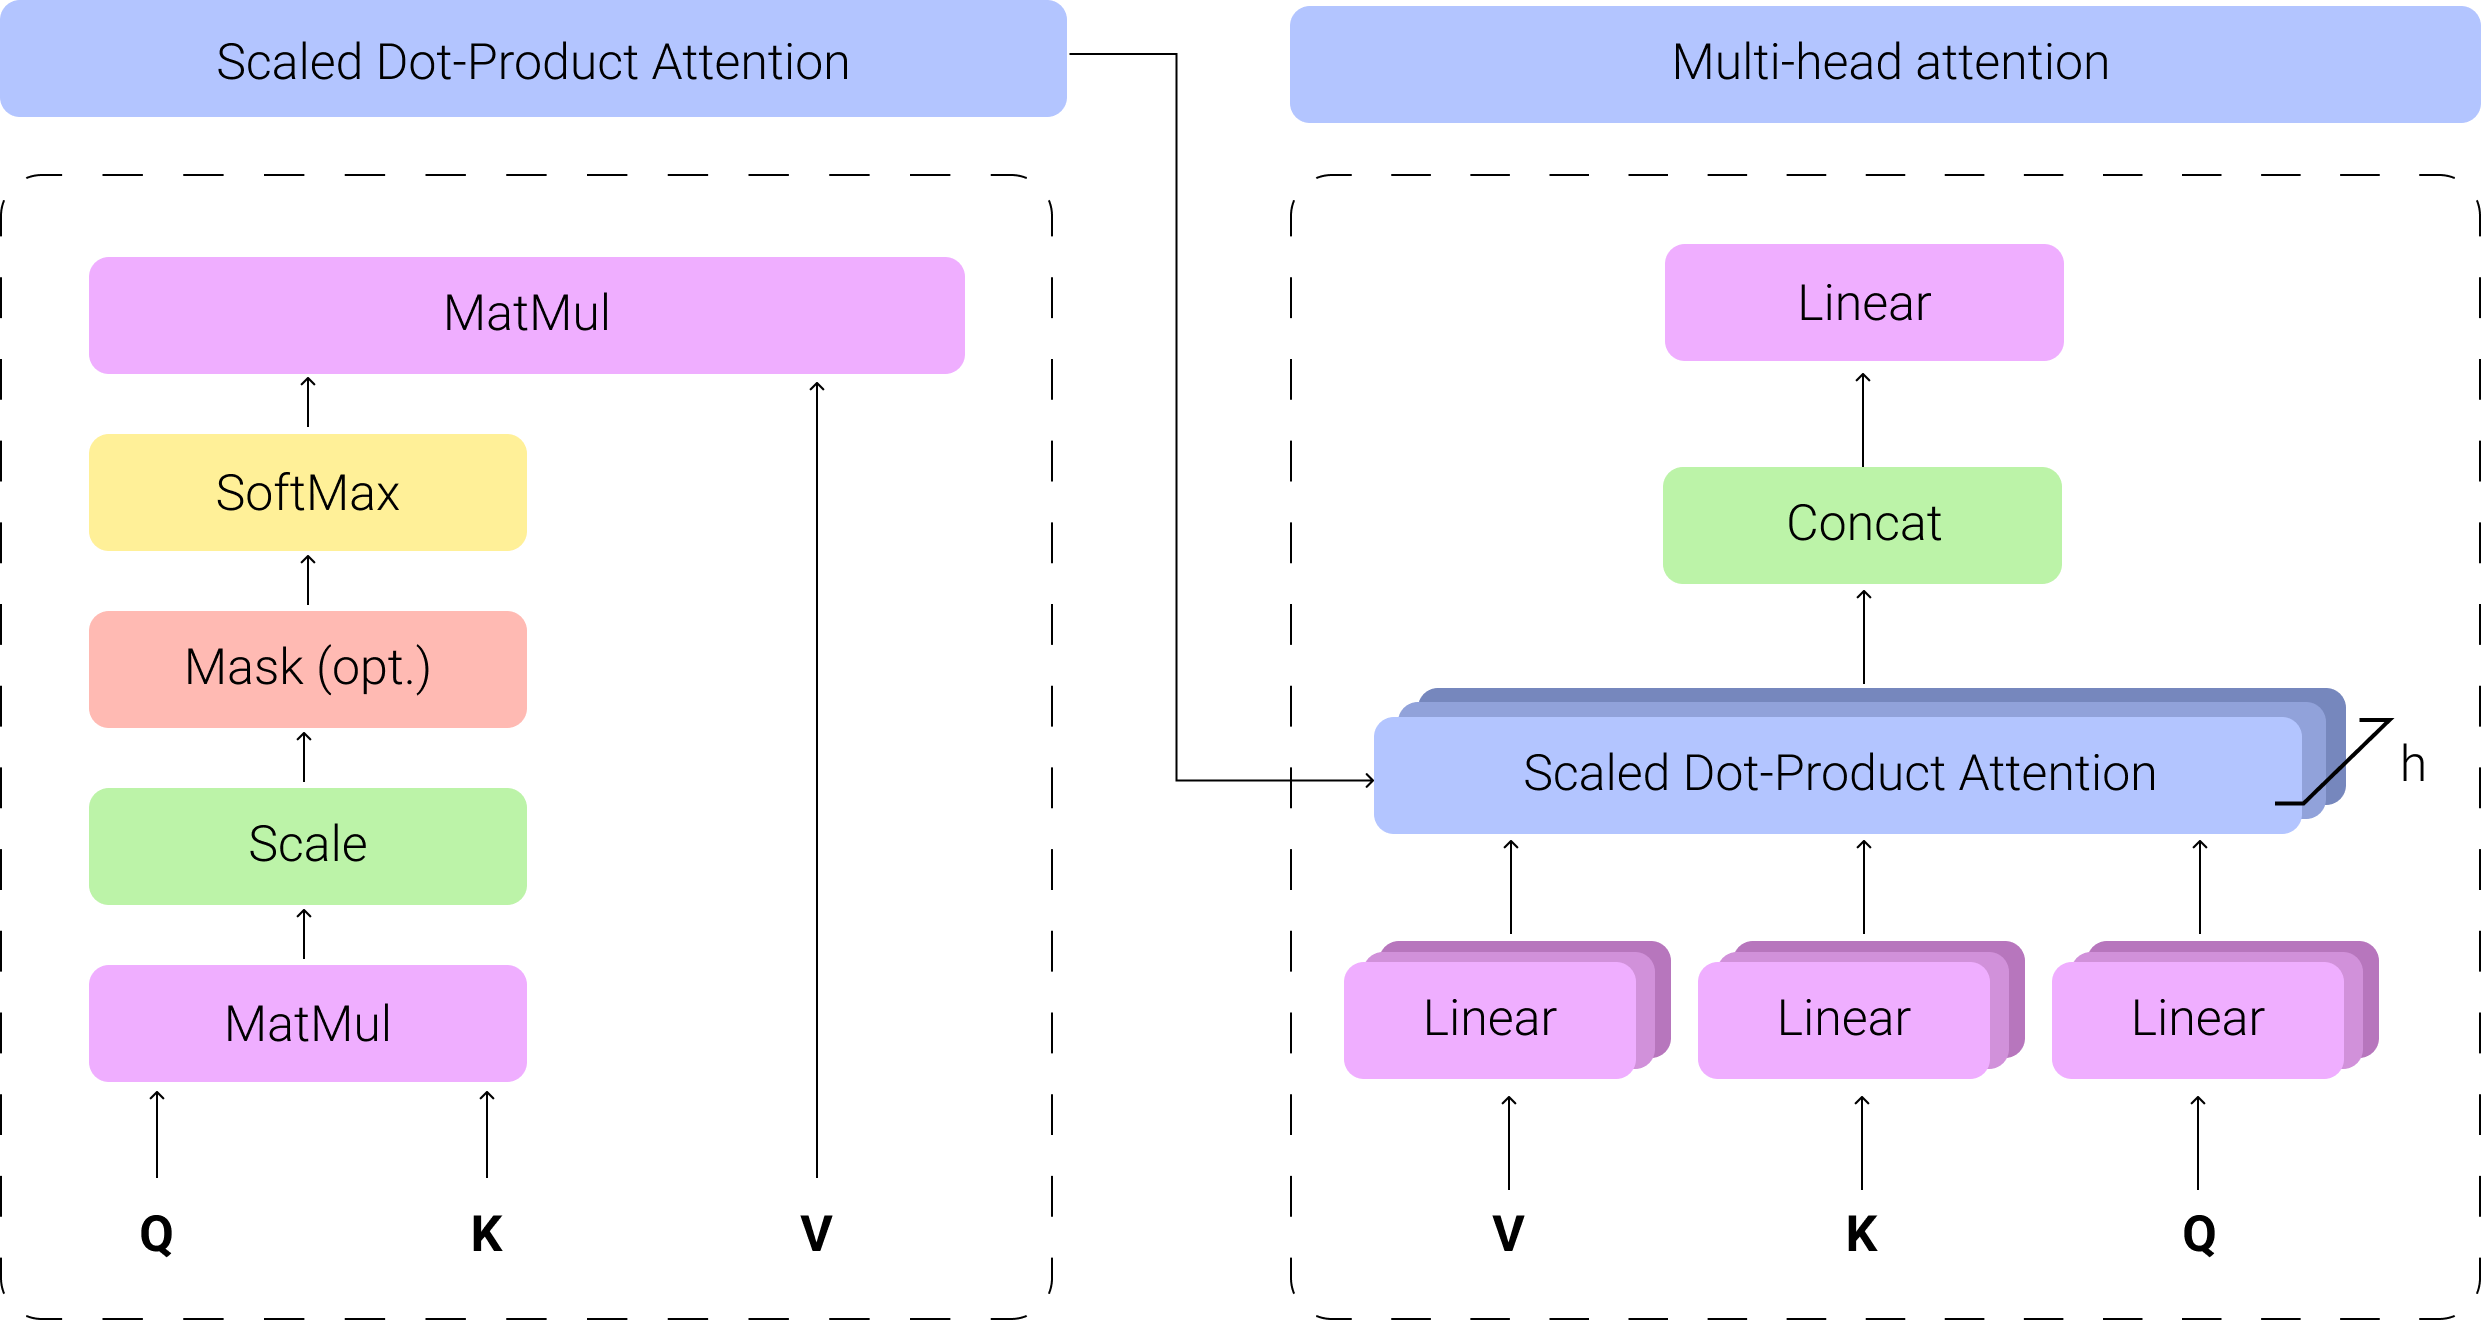 Scaled Dot-Product Attention
MatMul
SoftMax
Mask (opt.)
Scale
MatMul
Q K V
Multi-head attention
Linear
Concat
Scaled Dot-Product Attention
h
Linear Linear Linear
V K Q